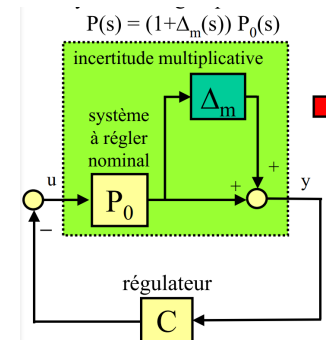 P(s) = (1+Δm(s)) P0(s)
incertitude multiplicative
Δm
système
à régler
nominal
u
P0
+
+
y
−
régulateur
C